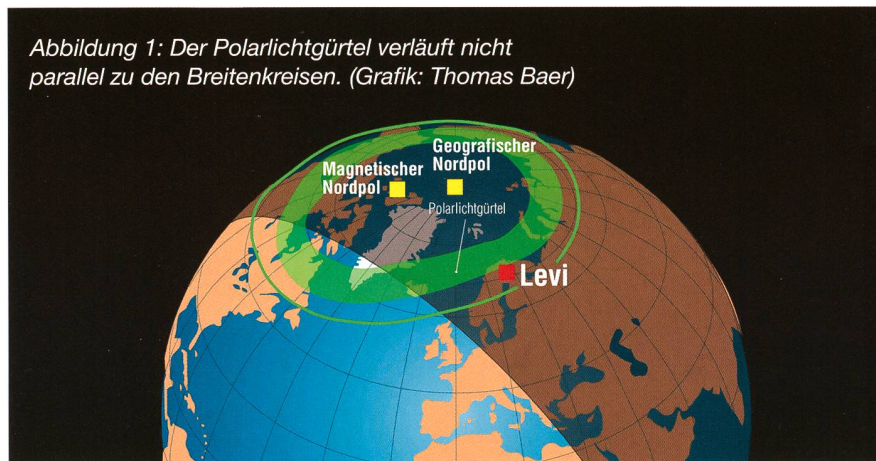 Abbildung 1: Der Polarlichtgürtel verläuft nicht
parallel zu den Breitenkreisen. (Grafik: Thomas Baer)
Magnetischer
Nordpol
Geografischer
Nordpol
Polarlichtgürtel
Levi